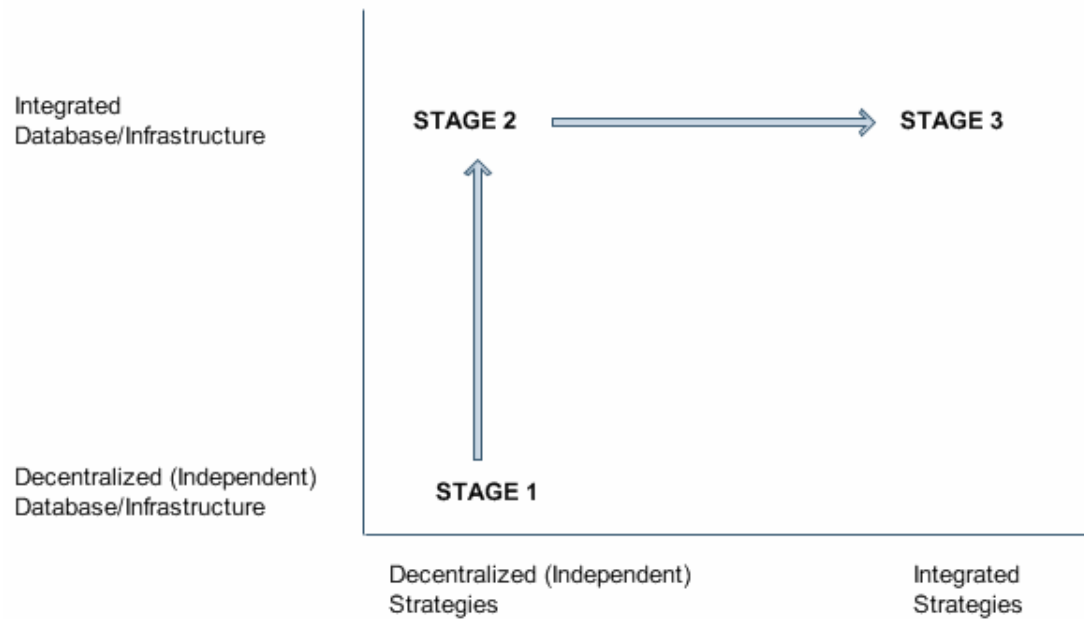 Integrated
Database/Infrastructure
STAGE 2
STAGE 3
Decentralized (Independent)
Database/Infrastructure
STAGE 1
Decentralized (Independent)
Strategies
Integrated
Strategies